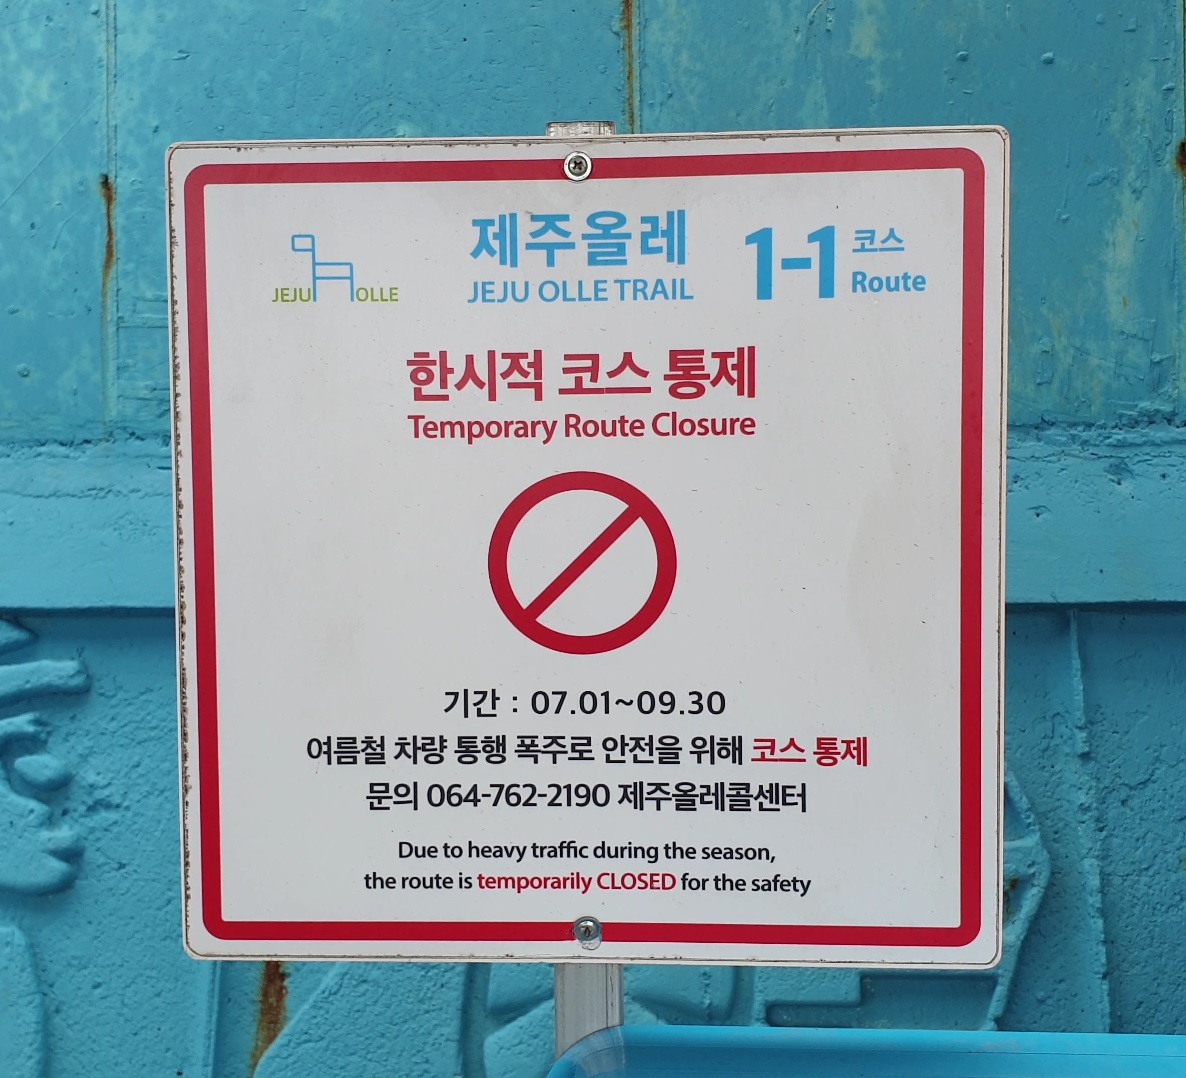 JEJU OLLE
제주올레
JEJU OLLE TRAIL
1-1 코스
Route
한시적 코스 통제
Temporary Route Closure
기간 : 07.01~09.30
여름철 차량 통행 폭주로 안전을 위해 코스 통제
문의 064-762-2190 제주올레콜센터
Due to heavy traffic during the season,
the route is temporarily CLOSED for the safety